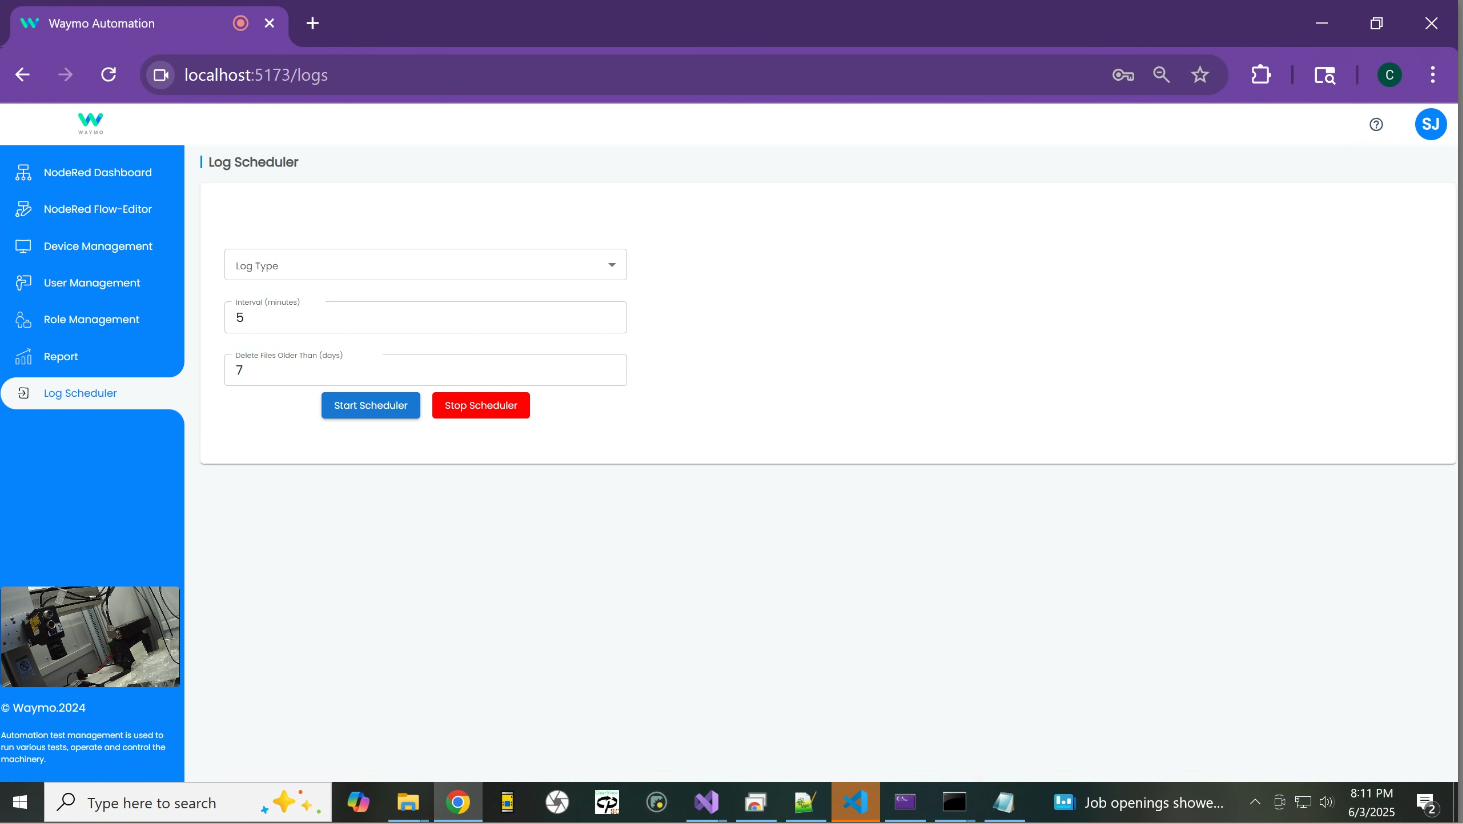 Waymo Automation
localhost:5173/logs
C
WAYMO
SJ
NodeRed Dashboard
NodeRed Flow-Editor
Device Management
User Management
Role Management
Report
Log Scheduler
Log Scheduler
Log Type
Interval (minutes)
5
Delete Files Older Than (days)
7
Start Scheduler
Stop Scheduler
© Waymo.2024
Automation test management is used to
run various tests, operate and control the
machinery.
Type here to search
Job openings showe...
8:11 PM
6/3/2025
2